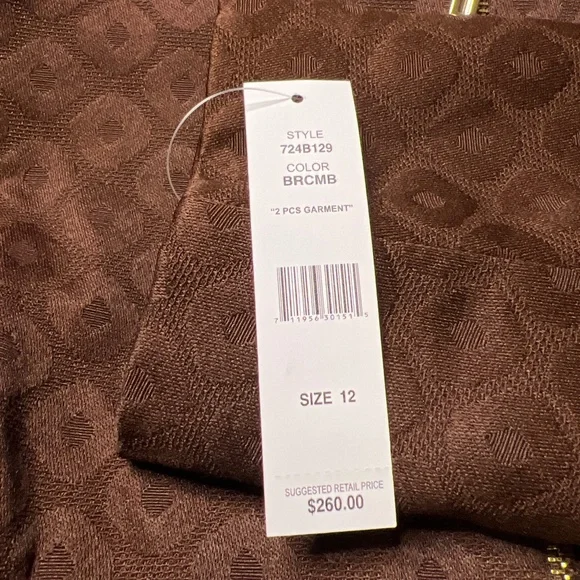 STYLE
724B129
COLOR
BRCMB
"2 PCS GARMENT"
7 11956 30151 5
SIZE 12
SUGGESTED RETAIL PRICE
$260.00